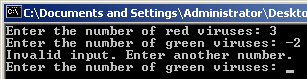 C:\Documents and Settings\Administrator\Deskto
Enter the number of red viruses: 3
Enter the number of green viruses: -2
Invalid input. Enter another number.
Enter the number of green viruses: _